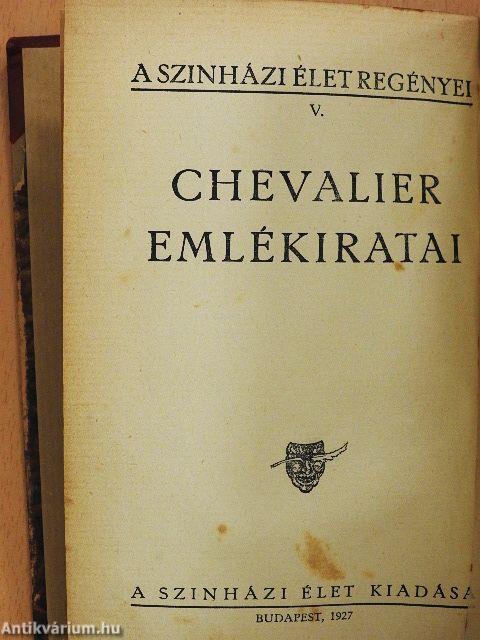 A SZINHÁZI ÉLET REGÉNYEI
V.
CHEVALIER
EMLÉKIRATAI
A SZINHÁZI ÉLET KIADÁSA
BUDAPEST, 1927
Antikvárium.hu